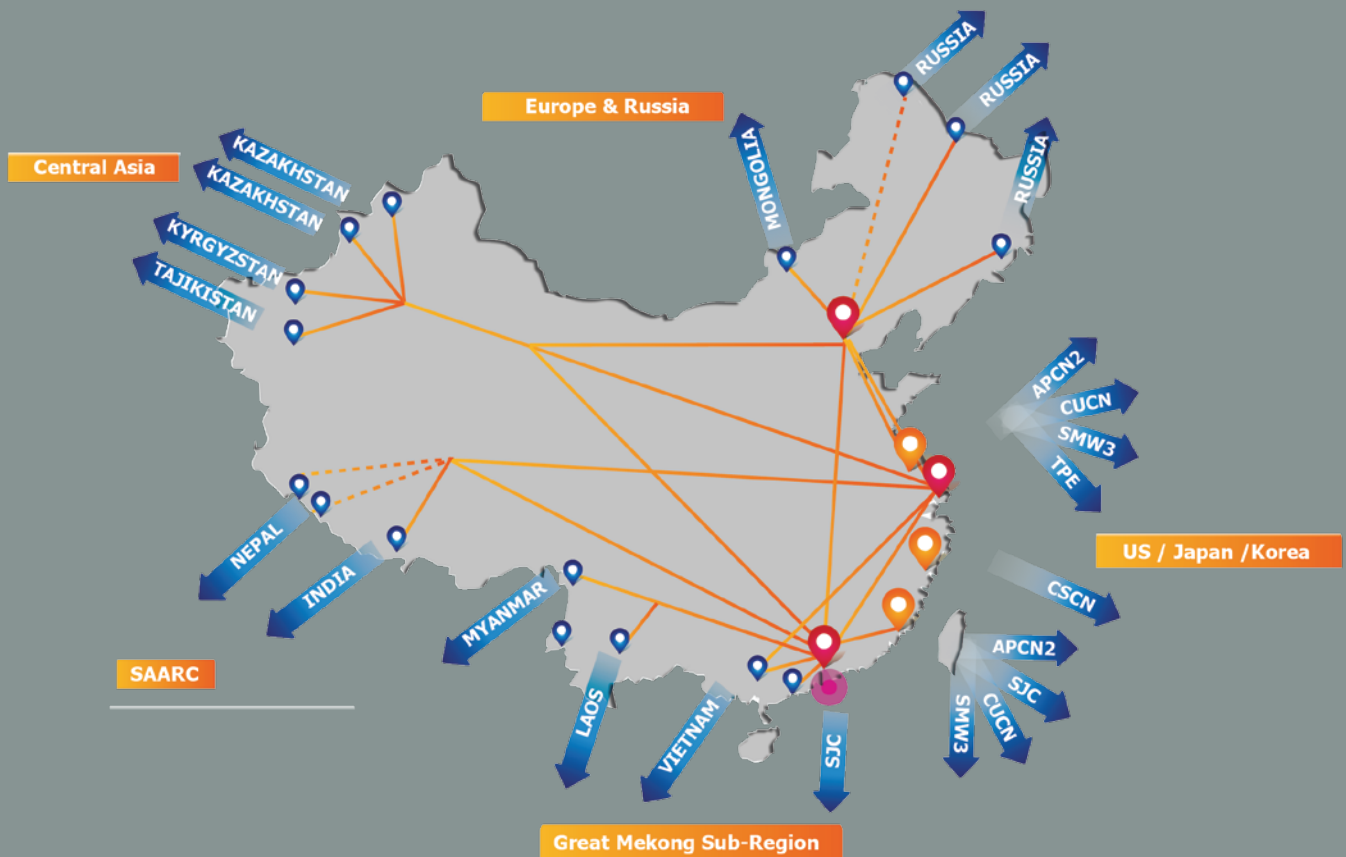 RUSSIA
RUSSIA
RUSSIA
Europe & Russia
MONGOLIA
Central Asia
KAZAKHSTAN
KAZAKHSTAN
KYRGYZSTAN
TAJIKISTAN
APCN2
CUCN
SMW3
TPE
US / Japan /Korea
CSCN
NEPAL
INDIA
MYANMAR
SAARC
LAOS
VIETNAM
SJC
APCN2
SJC
CUCN
SMW3
Great Mekong Sub-Region